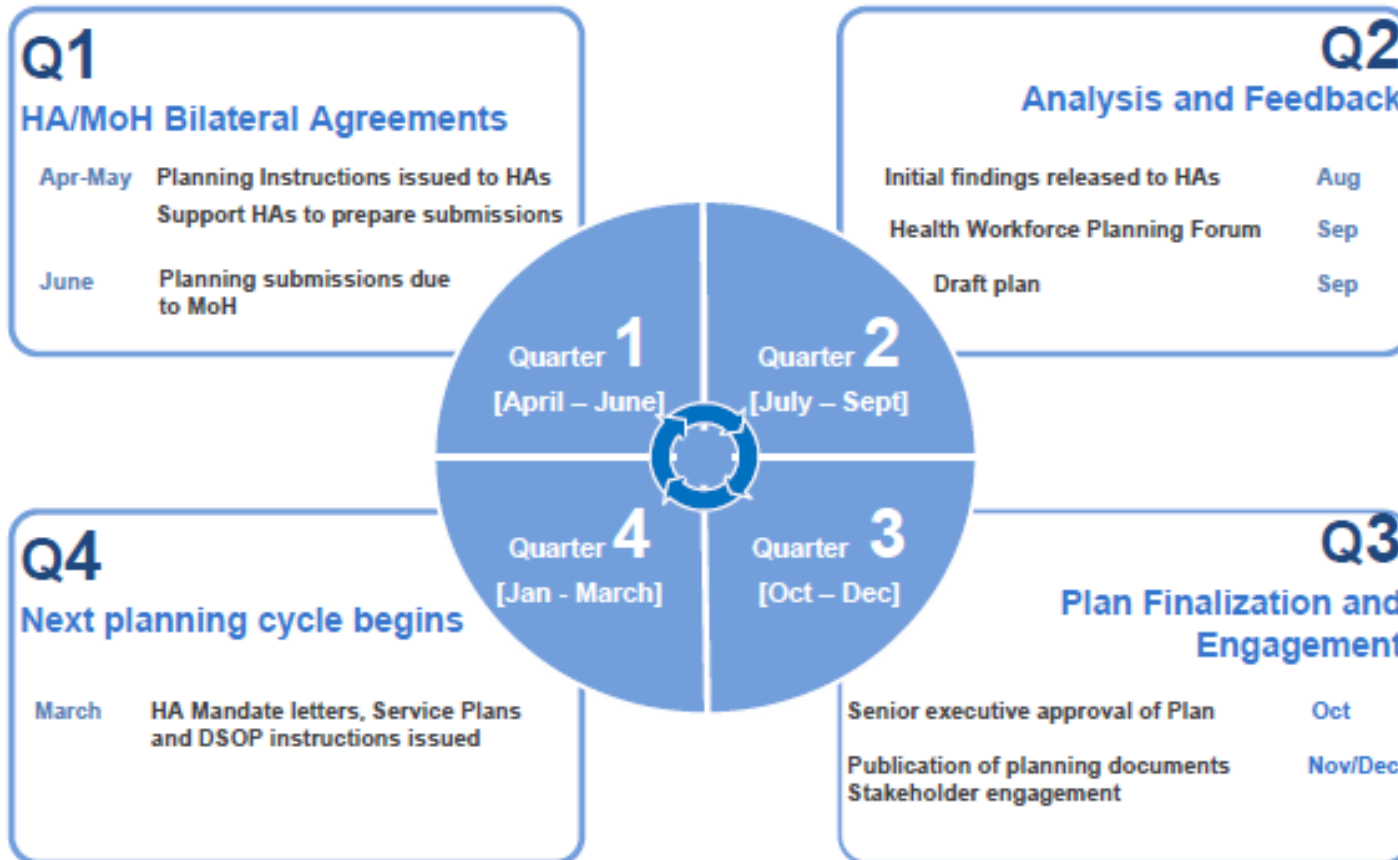 Q1
HA/MoH Bilateral Agreements
Apr-May Planning Instructions issued to HAs
Support HAs to prepare submissions
June Planning submissions due
to MoH
Q2
Analysis and Feedback
Initial findings released to HAs Aug
Health Workforce Planning Forum Sep
Draft plan Sep
Quarter 1
[April – June]
Quarter 2
[July – Sept]
Quarter 4
[Jan - March]
Quarter 3
[Oct – Dec]
Q4
Next planning cycle begins
March HA Mandate letters, Service Plans
and DSOP instructions issued
Q3
Plan Finalization and
Engagement
Senior executive approval of Plan Oct
Publication of planning documents Nov/Dec
Stakeholder engagement